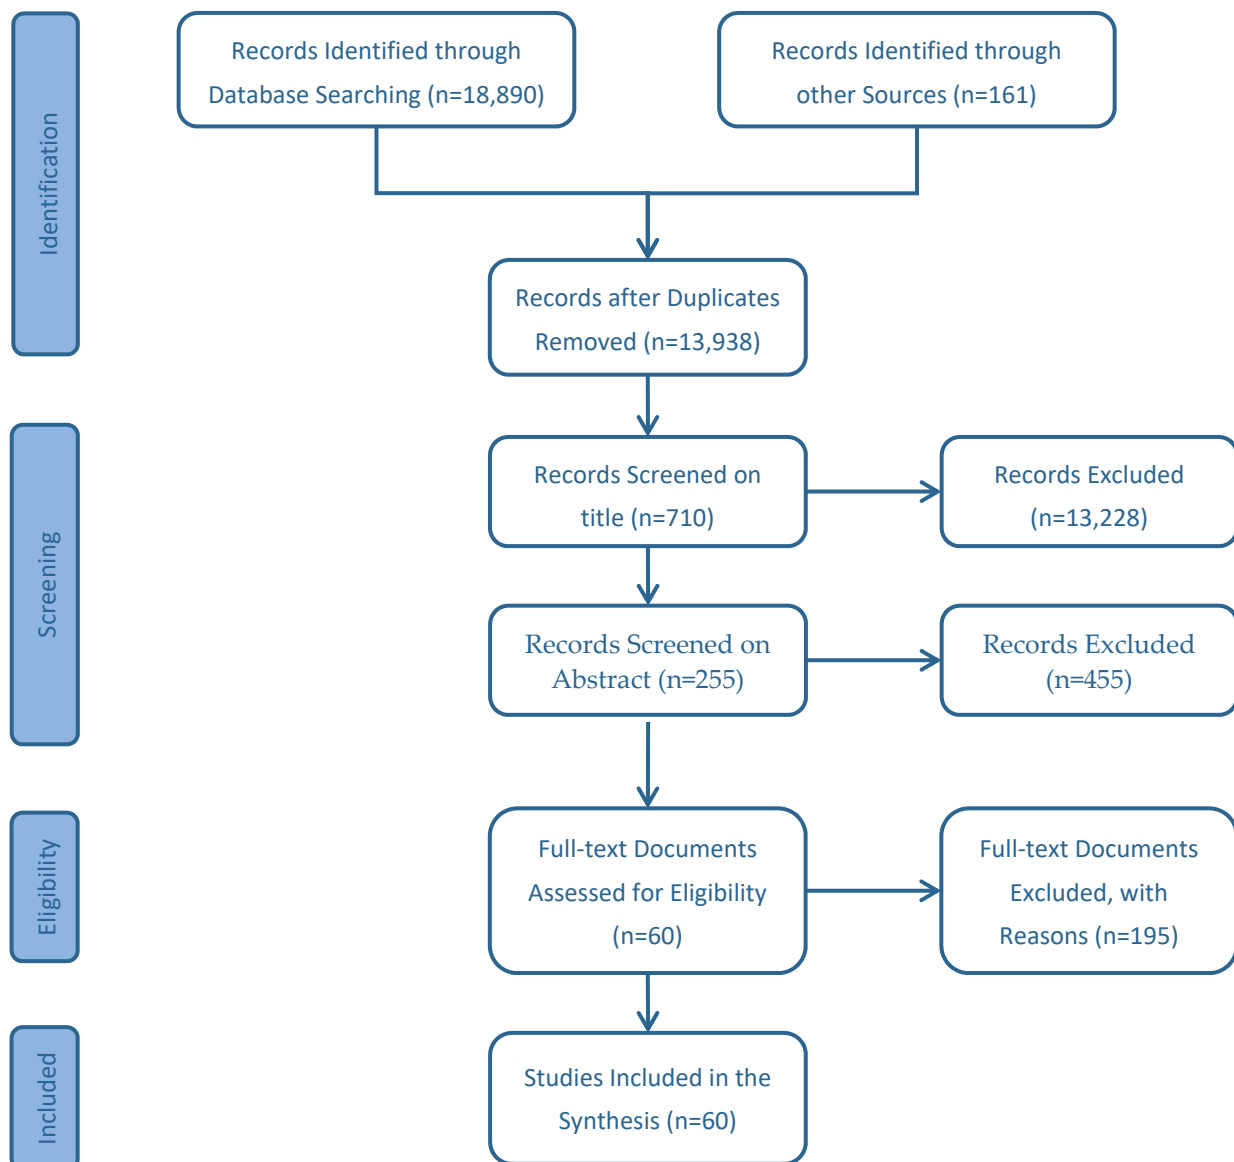 Identification
Records Identified through
Database Searching (n=18,890)
Records Identified through
other Sources (n=161)
Records after Duplicates
Removed (n=13,938)
Screening
Records Screened on
title (n=710)
Records Excluded
(n=13,228)
Records Screened on
Abstract (n=255)
Records Excluded
(n=455)
Eligibility
Full-text Documents
Assessed for Eligibility
(n=60)
Full-text Documents
Excluded, with
Reasons (n=195)
Included
Studies Included in the
Synthesis (n=60)